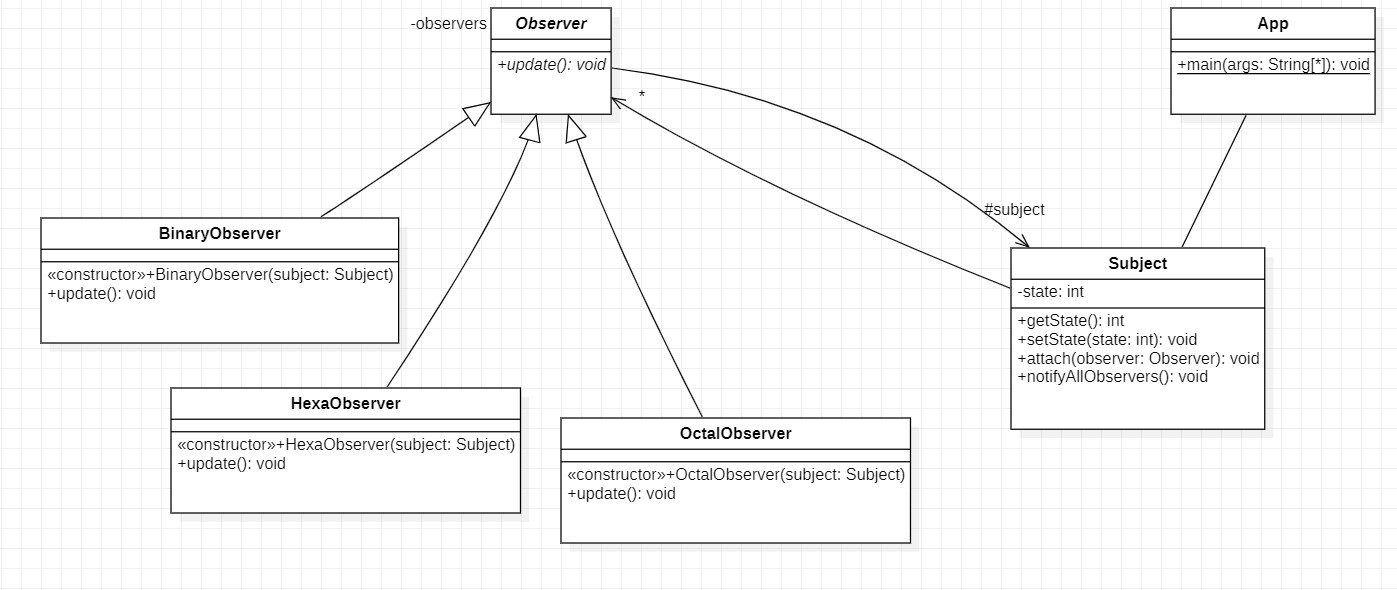 -observers
Observer
+update(): void
*
App
+main(args: String[*]): void
#subject
BinaryObserver
«constructor»+BinaryObserver(subject: Subject)
+update(): void
Subject
-state: int
+getState(): int
+setState(state: int): void
+attach(observer: Observer): void
+notifyAllObservers(): void
HexaObserver
«constructor»+HexaObserver(subject: Subject)
+update(): void
OctalObserver
«constructor»+OctalObserver(subject: Subject)
+update(): void